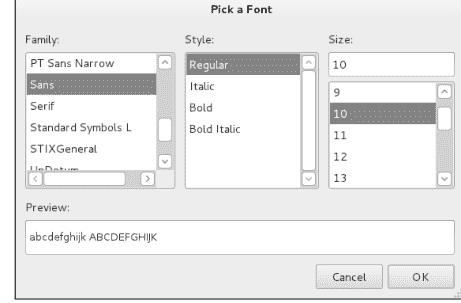 Pick a Font
Family:
Style:
Size:
PT Sans Narrow
Sans
Serif
Standard Symbols L
STIXGeneral
UnDotum
Regular
Italic
Bold
Bold Italic
10
9
10
11
12
13
Preview:
abcdefghijk ABCDEFGHIJK
Cancel
OK